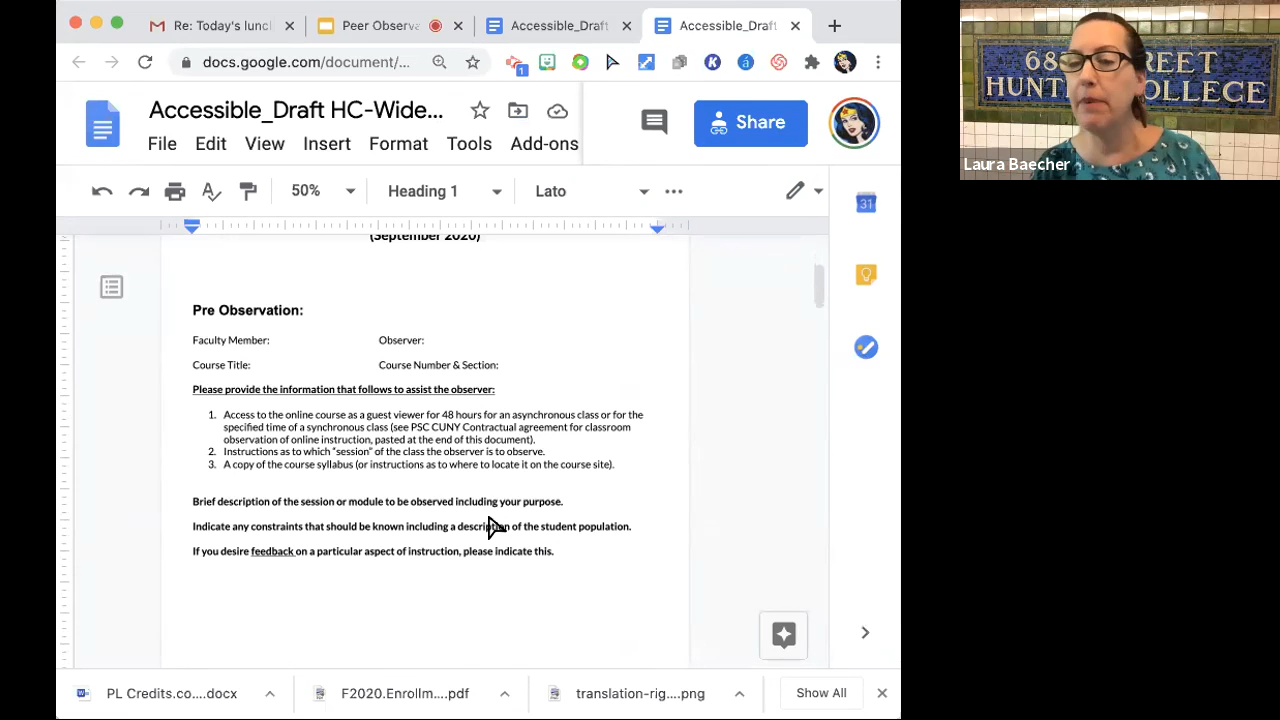 Re: Today's lun
Peer Observe
Accessible_Draft
Accessible_Draft
docs.google.com/document/...
1
Accessible_Draft HC-Wide...
Share
File Edit View Insert Format Tools Add-ons
50% Heading 1 Lato
31
(September 2020)
Pre Observation:
Faculty Member: Observer:
Course Title: Course Number & Section:
Please provide the information that follows to assist the observer:
1. Access to the online course as a guest viewer for 48 hours for an asynchronous class or for the
specified time of a synchronous class (see PSC CUNY Contractual agreement for classroom
observation of online instruction, pasted at the end of this document).
2. Instructions as to which "session" of the class the observer is to observe.
3. A copy of the course syllabus (or instructions as to where to locate it on the course site).
Brief description of the session or module to be observed including your purpose.
Indicate any constraints that should be known including a description of the student population.
If you desire feedback on a particular aspect of instruction, please indicate this.
PL Credits.co....docx
F2020.Enrollm....pdf
translation-rig....png
Show All
68 REET
HUNT OLLEGE
Laura Baecher